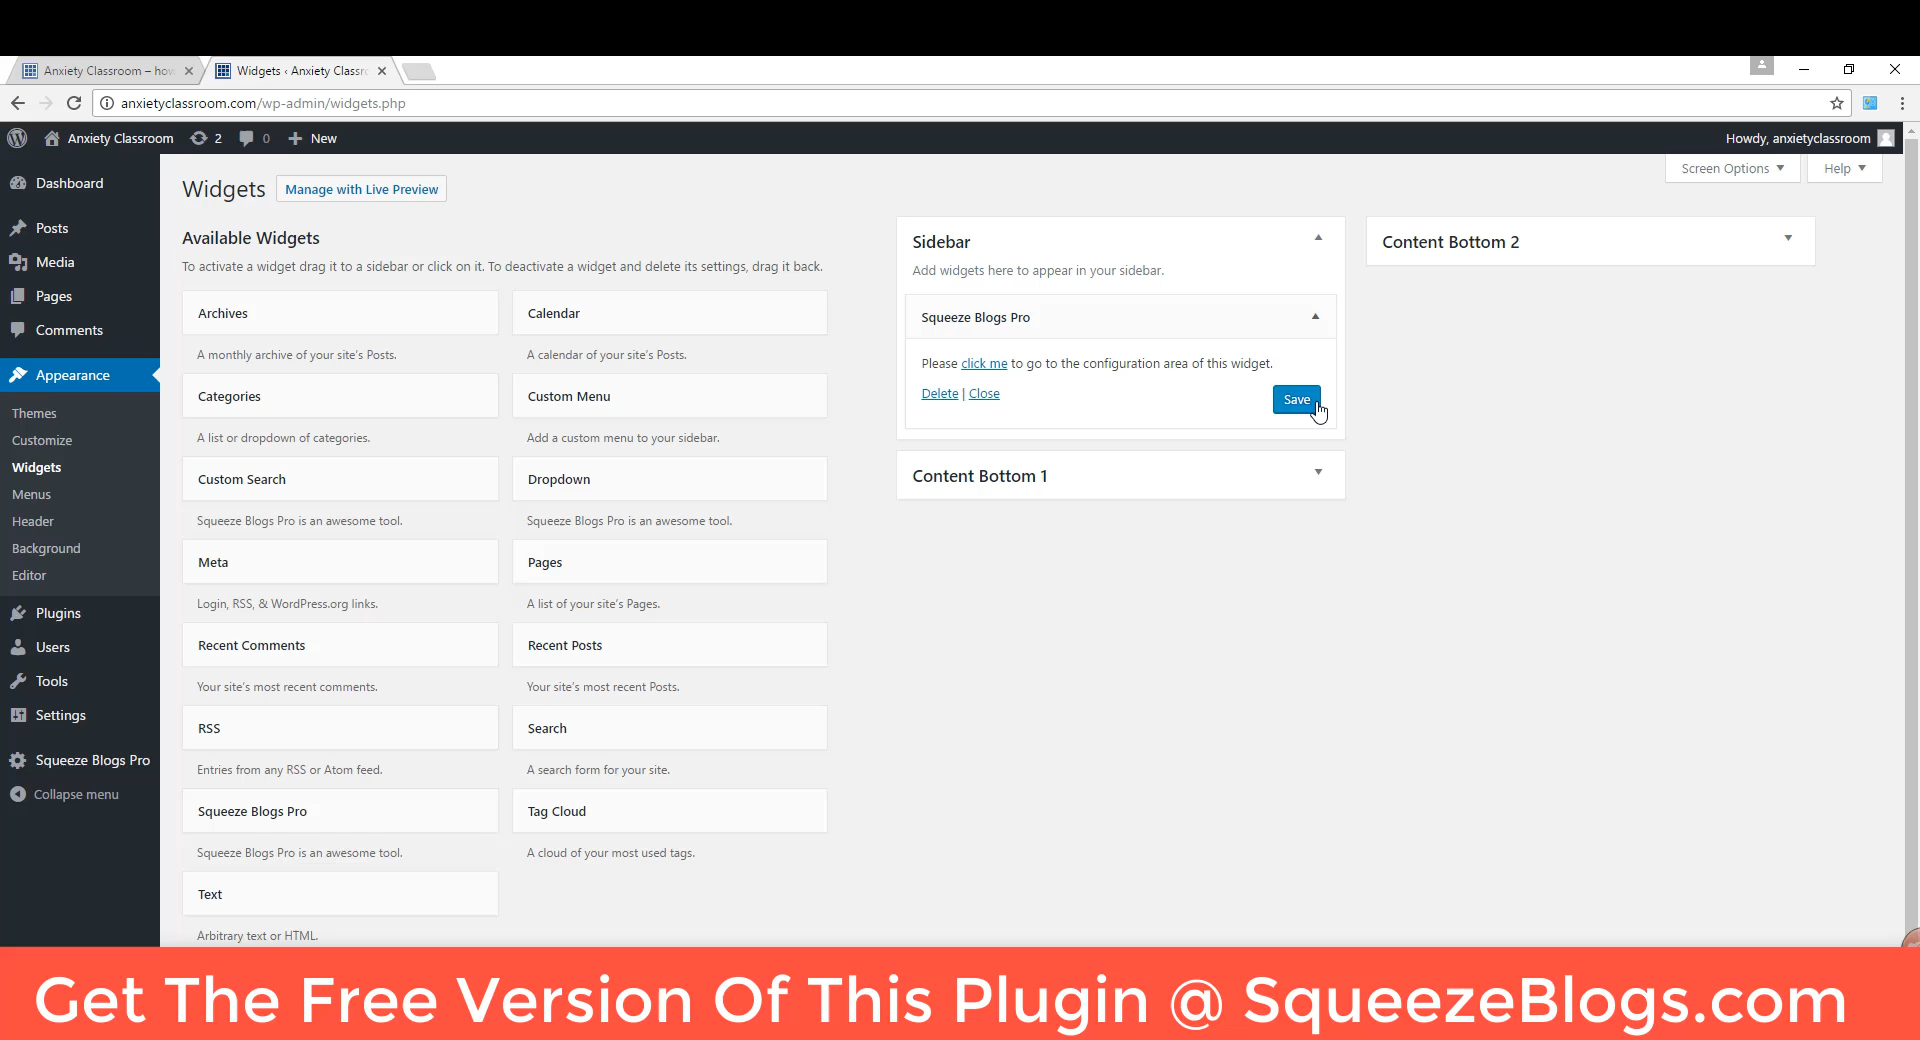 Anxiety Classroom – how
Widgets ‹ Anxiety Classro
anxietyclassroom.com/wp-admin/widgets.php
Anxiety Classroom 2 0 New
Howdy, anxietyclassroom
Screen Options Help
Dashboard
Posts
Media
Pages
Comments
Appearance
Themes
Customize
Widgets
Menus
Header
Background
Editor
Plugins
Users
Tools
Settings
Squeeze Blogs Pro
Collapse menu
Widgets Manage with Live Preview
Available Widgets
To activate a widget drag it to a sidebar or click on it. To deactivate a widget and delete its settings, drag it back.
Archives
A monthly archive of your site's Posts.
Calendar
A calendar of your site's Posts.
Categories
A list or dropdown of categories.
Custom Menu
Add a custom menu to your sidebar.
Custom Search
Squeeze Blogs Pro is an awesome tool.
Dropdown
Squeeze Blogs Pro is an awesome tool.
Meta
Login, RSS, & WordPress.org links.
Pages
A list of your site's Pages.
Recent Comments
Your site's most recent comments.
Recent Posts
Your site's most recent Posts.
RSS
Entries from any RSS or Atom feed.
Search
A search form for your site.
Squeeze Blogs Pro
Squeeze Blogs Pro is an awesome tool.
Tag Cloud
A cloud of your most used tags.
Text
Arbitrary text or HTML.
Sidebar
Add widgets here to appear in your sidebar.
Squeeze Blogs Pro
Please click me to go to the configuration area of this widget.
Delete | Close
Save
Content Bottom 1
Content Bottom 2
Get The Free Version Of This Plugin @ SqueezeBlogs.com